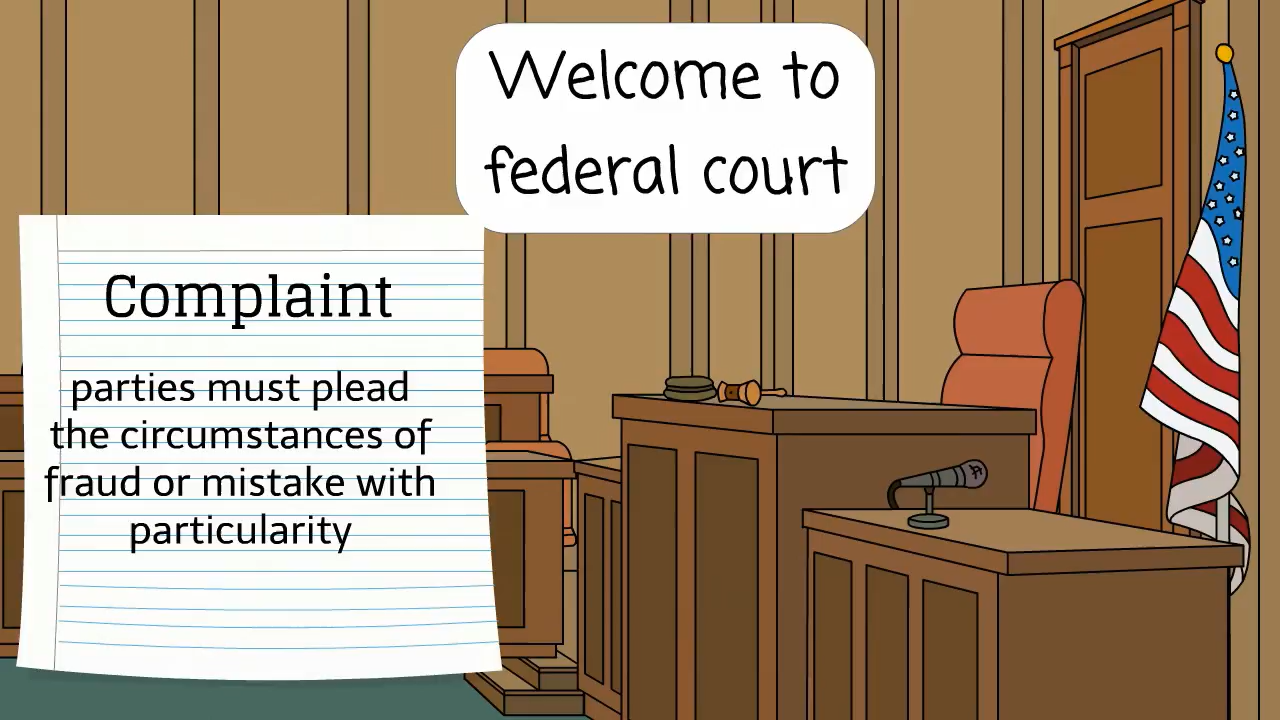 Welcome to
federal court
Complaint
parties must plead
the circumstances of
fraud or mistake with
particularity